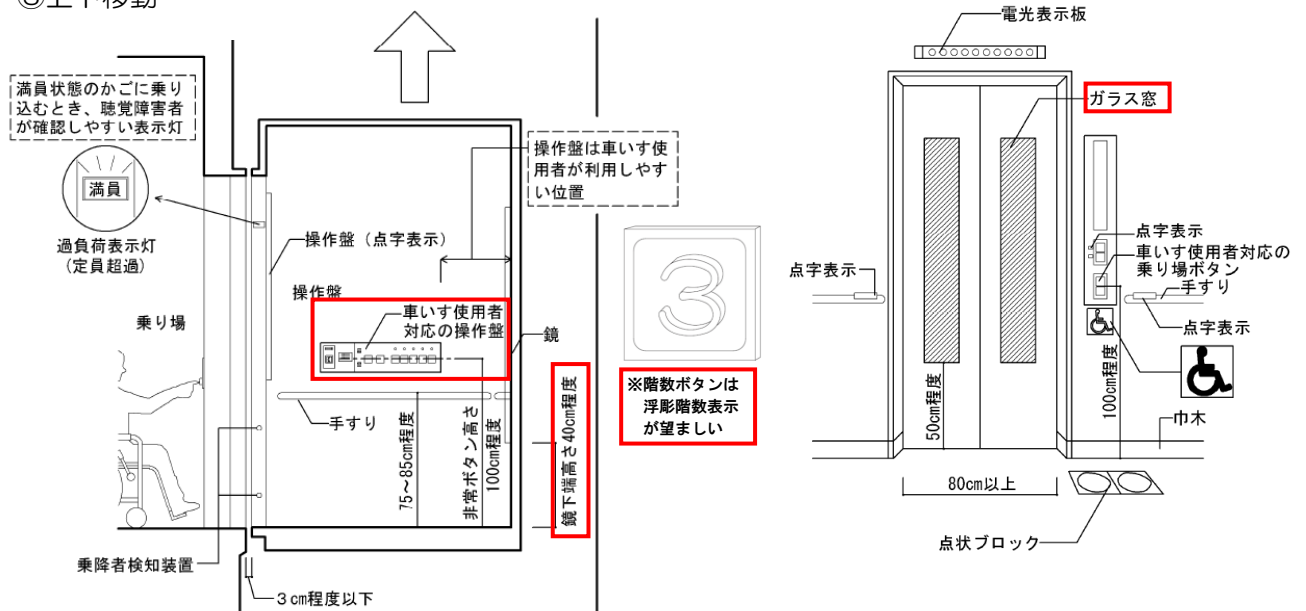 ③上下移動
満員状態のかごに乗り
込むとき、聴覚障害者
が確認しやすい表示灯
満員
過負荷表示灯
(定員超過)
乗り場
乗降者検知装置
3㎝程度以下
操作盤は車いす使
用者が利用しやす
い位置
操作盤（点字表示）
操作盤
車いす使用者
対応の操作盤
鏡
手すり
75～85㎝程度
非常ボタン高さ
100㎝程度
鏡下端高さ40㎝程度
3
※階数ボタンは
浮彫階数表示
が望ましい
電光表示板
ガラス窓
点字表示
点字表示
車いす使用者対応の
乗り場ボタン
手すり
点字表示
50㎝程度
100㎝程度
巾木
80㎝以上
点状ブロック